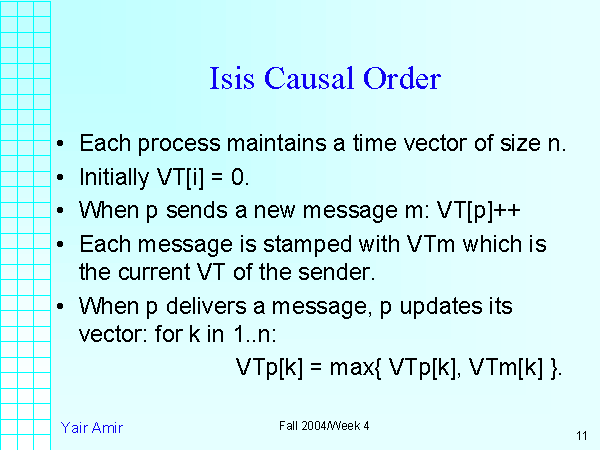 Isis Causal Order
• Each process maintains a time vector of size n.
• Initially VT[i] = 0.
• When p sends a new message m: VT[p]++
• Each message is stamped with VTm which is
the current VT of the sender.
• When p delivers a message, p updates its
vector: for k in 1..n:
VTp[k] = max{ VTp[k], VTm[k] }.
Yair Amir
Fall 2004/Week 4
11